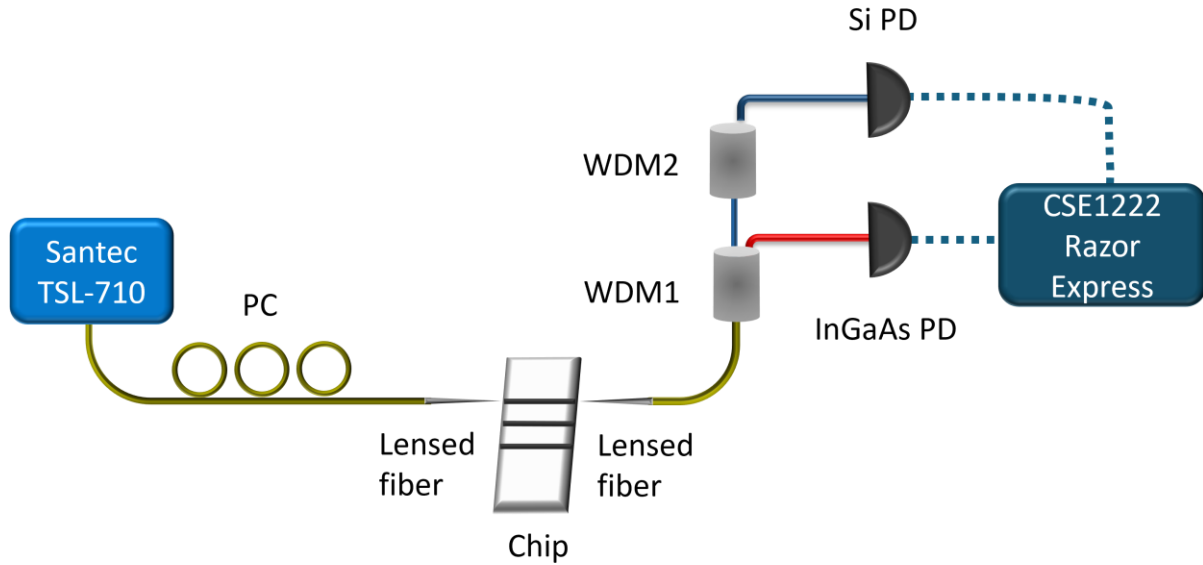 Si PD
WDM2
CSE1222
Razor
Express
Santec
TSL-710
PC
WDM1
InGaAs PD
Lensed
fiber
Lensed
fiber
Chip